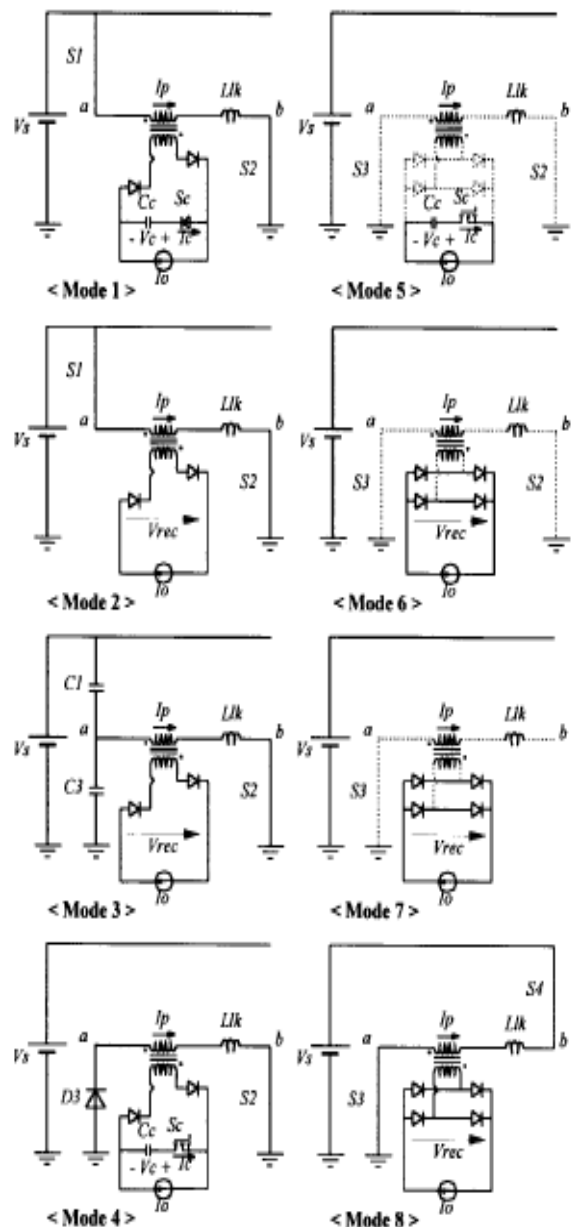 S1
a
Ip
Llk
b
Vs
S2
Cc
Sc
- Vc +
Ic
Io
< Mode 1 >
a
Ip
Llk
b
Vs
S3
S2
Cc
Sc
- Vc +
Ic
Io
< Mode 5 >
S1
a
Ip
Llk
b
Vs
S2
Vrec
Io
< Mode 2 >
a
Ip
Llk
b
Vs
S3
S2
Vrec
Io
< Mode 6 >
C1
a
Ip
Llk
b
Vs
C3
S2
Vrec
Io
< Mode 3 >
a
Ip
Llk
b
Vs
S3
Vrec
Io
< Mode 7 >
a
Ip
Llk
b
Vs
D3
S2
Cc
Sc
- Vc +
Ic
Io
< Mode 4 >
S4
a
Ip
Llk
b
Vs
S3
Vrec
Io
< Mode 8 >